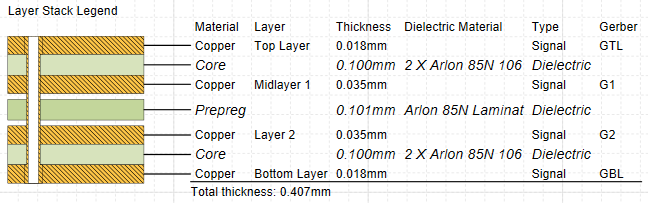 Layer Stack Legend
Material Layer Thickness Dielectric Material Type Gerber
Copper Top Layer 0.018mm Signal GTL
Core 0.100mm 2 X Arlon 85N 106 Dielectric
Copper Midlayer 1 0.035mm Signal G1
Prepreg 0.101mm Arlon 85N Laminat Dielectric
Copper Layer 2 0.035mm Signal G2
Core 0.100mm 2 X Arlon 85N 106 Dielectric
Copper Bottom Layer 0.018mm Signal GBL
Total thickness: 0.407mm